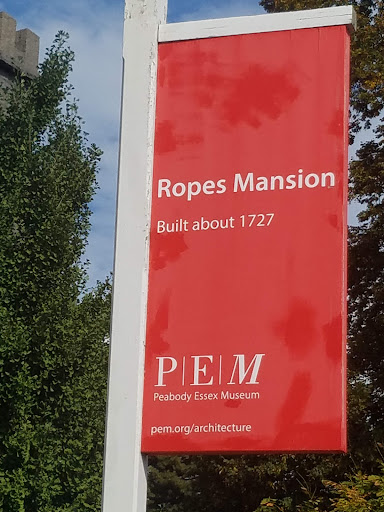 Ropes Mansion
Built about 1727
P|E|M
Peabody Essex Museum
pem.org/architecture